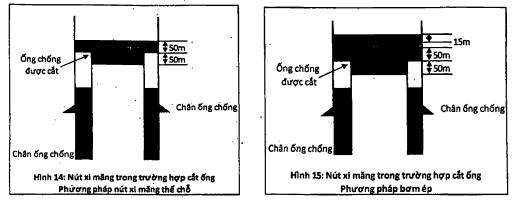 50m
50m
Ống chống
được cắt
Chân ống chống
Chân ống chống
Hình 14: Nút xi măng trong trường hợp cắt ống
Phương pháp nút xi măng thế chỗ
15m
50m
50m
Ống chống
được cắt
Chân ống chống
Chân ống chống
Hình 15: Nút xi măng trong trường hợp cắt ống
Phương pháp bơm ép